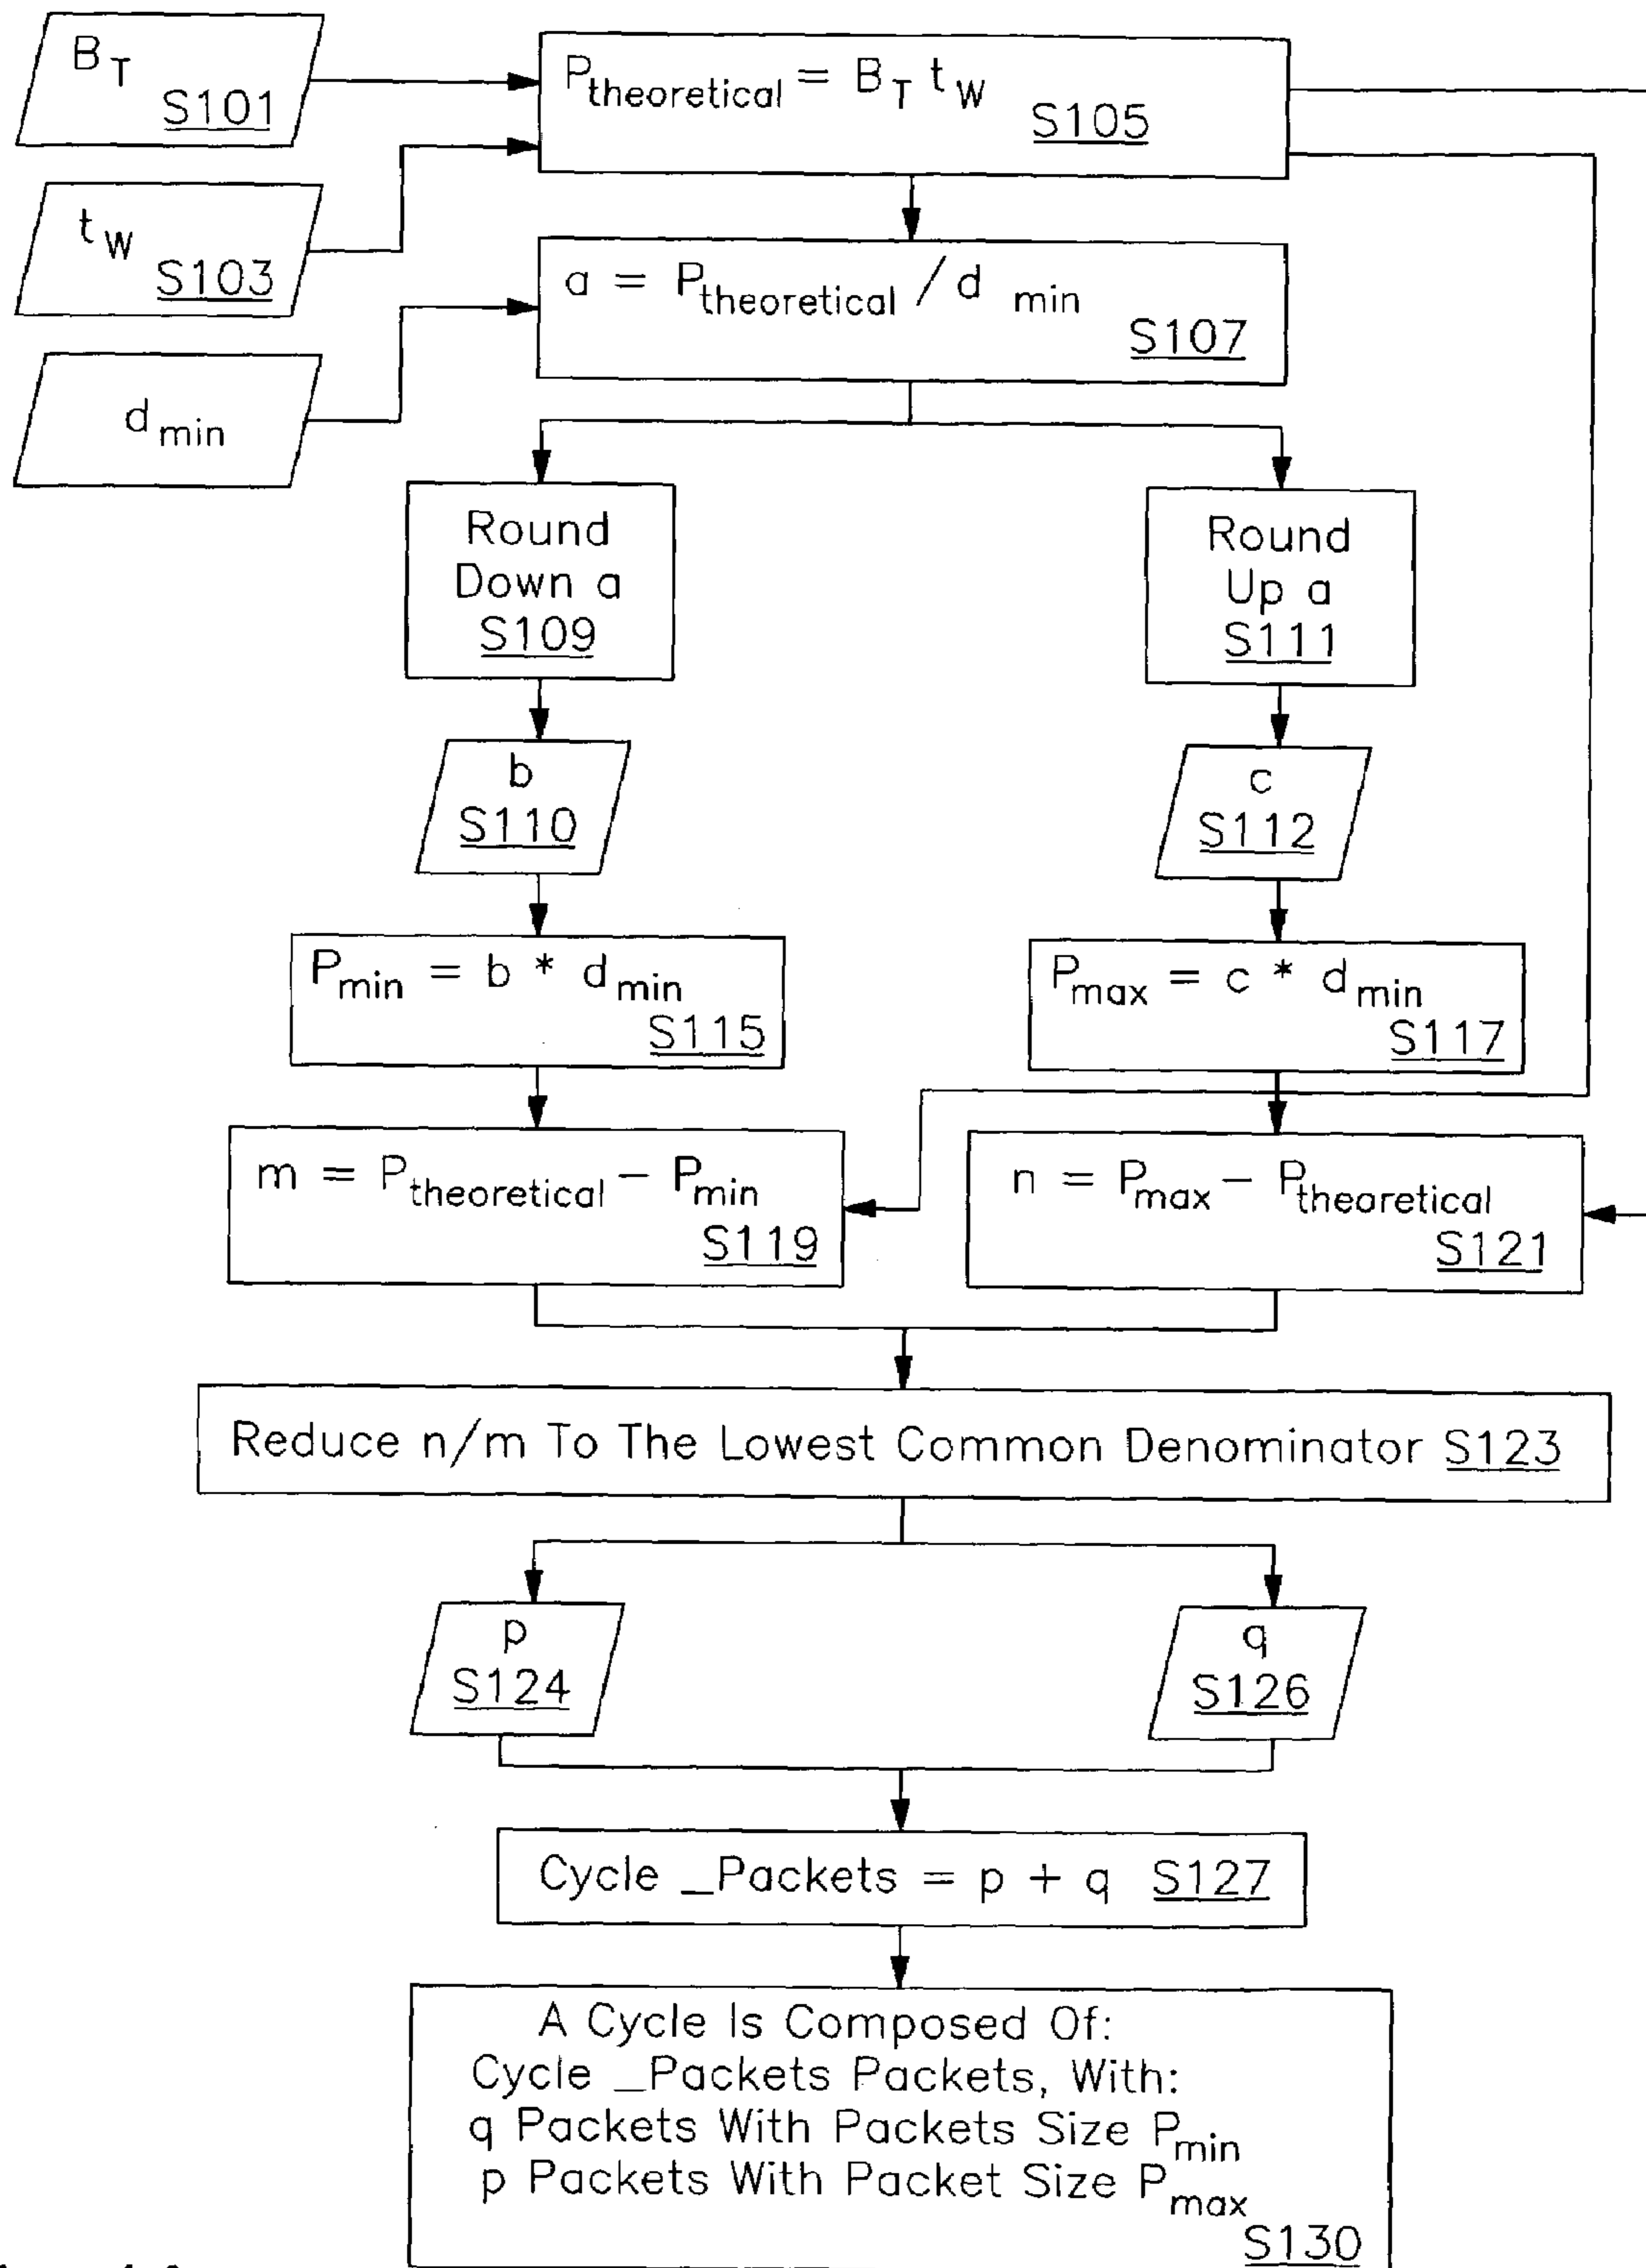 B_T
S101
P_theoretical = B_T t_W
S105
t_W
S103
a = P_theoretical / d_min
S107
d_min
Round
Down a
S109
Round
Up a
S111
b
S110
c
S112
P_min = b * d_min
S115
P_max = c * d_min
S117
m = P_theoretical - P_min
S119
n = P_max - P_theoretical
S121
Reduce n/m To The Lowest Common Denominator S123
p
S124
q
S126
Cycle _Packets = p + q S127
A Cycle Is Composed Of:
Cycle _Packets Packets, With:
q Packets With Packets Size P_min
p Packets With Packet Size P_max
S130